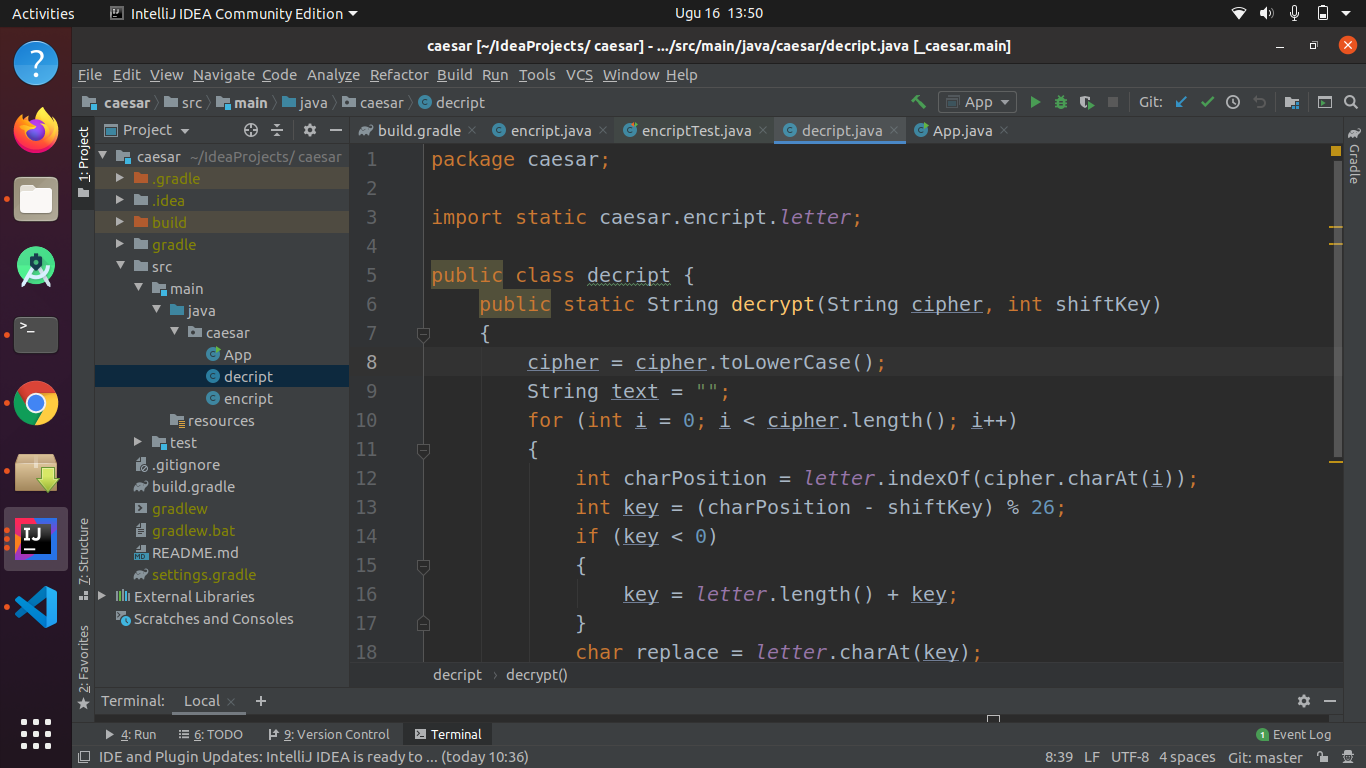 Activities IntelliJ IDEA Community Edition Ugu 16 13:50
caesar [~/IdeaProjects/ caesar] - .../src/main/java/caesar/decript.java [_caesar.main]
File Edit View Navigate Code Analyze Refactor Build Run Tools VCS Window Help
caesar src main java caesar decript App Git:
Project build.gradle encript.java encriptTest.java decript.java App.java
1: Project
7: Structure
2: Favorites
caesar ~/IdeaProjects/ caesar
.gradle
.idea
build
gradle
src
main
java
caesar
App
decript
encript
resources
test
.gitignore
build.gradle
gradlew
gradlew.bat
README.md
settings.gradle
External Libraries
Scratches and Consoles
1 package caesar;
2
3 import static caesar.encript.letter;
4
5 public class decript {
6 public static String decrypt(String cipher, int shiftKey)
7 {
8 cipher = cipher.toLowerCase();
9 String text = "";
10 for (int i = 0; i < cipher.length(); i++)
11 {
12 int charPosition = letter.indexOf(cipher.charAt(i));
13 int key = (charPosition - shiftKey) % 26;
14 if (key < 0)
15 {
16 key = letter.length() + key;
17 }
18 char replace = letter.charAt(key);
decript decrypt()
Gradle
Terminal: Local
4: Run 6: TODO 9: Version Control Terminal 1 Event Log
IDE and Plugin Updates: IntelliJ IDEA is ready to ... (today 10:36) 8:39 LF UTF-8 4 spaces Git: master